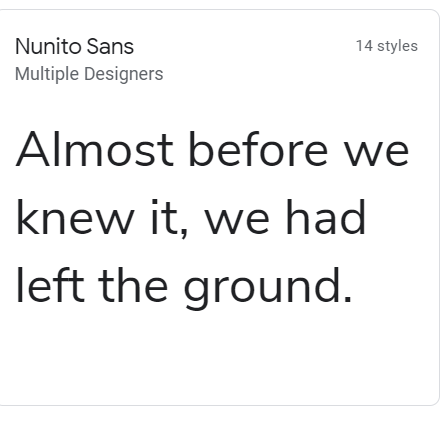 Nunito Sans
14 styles
Multiple Designers
Almost before we
knew it, we had
left the ground.